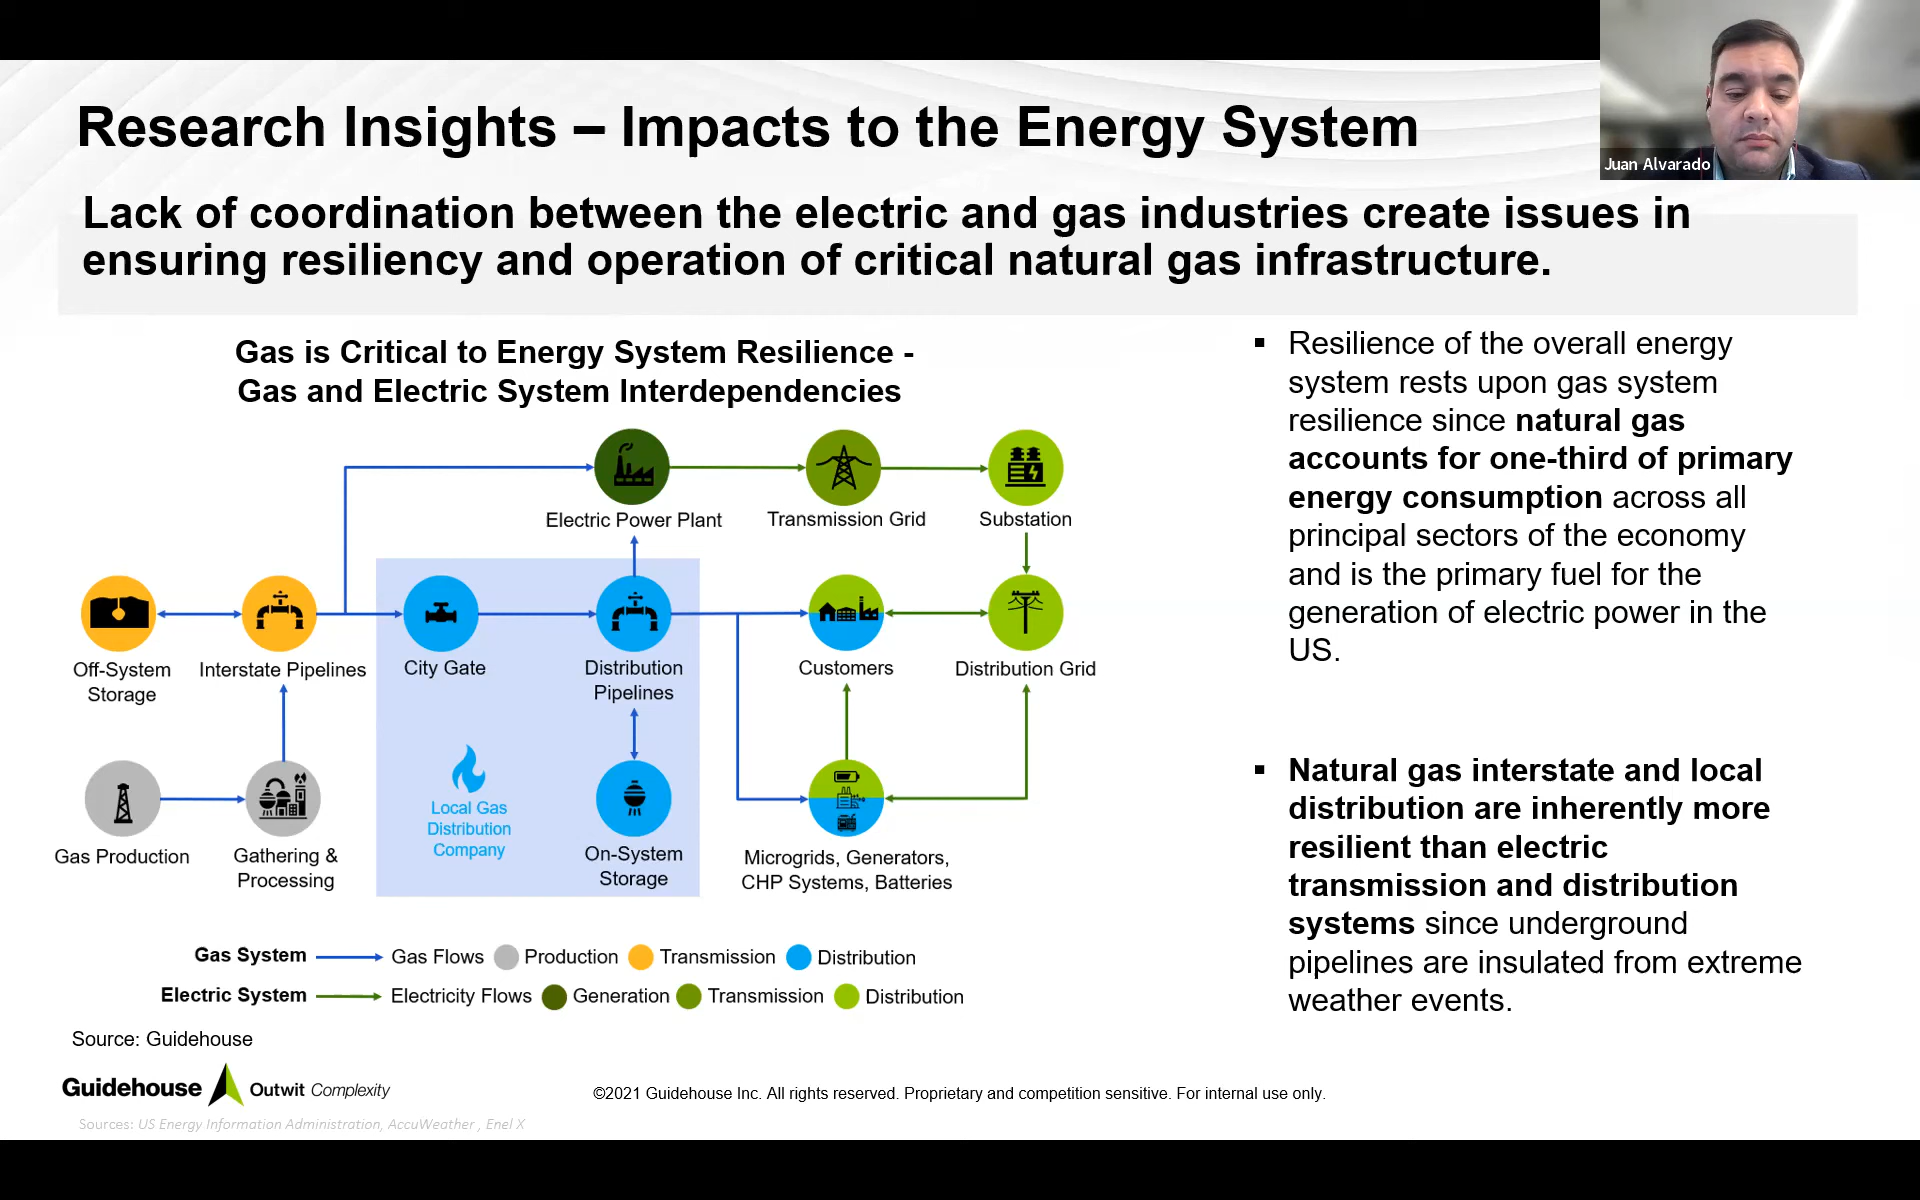 Juan Alvarado
Research Insights – Impacts to the Energy System
Lack of coordination between the electric and gas industries create issues in
ensuring resiliency and operation of critical natural gas infrastructure.
Gas is Critical to Energy System Resilience -
Gas and Electric System Interdependencies
Electric Power Plant
Transmission Grid
Substation
Off-System
Storage
Interstate Pipelines
City Gate
Distribution
Pipelines
Customers
Distribution Grid
Gas Production
Gathering &
Processing
Local Gas
Distribution
Company
On-System
Storage
Microgrids, Generators,
CHP Systems, Batteries
Gas System Gas Flows Production Transmission Distribution
Electric System Electricity Flows Generation Transmission Distribution
Source: Guidehouse
▪ Resilience of the overall energy
system rests upon gas system
resilience since natural gas
accounts for one-third of primary
energy consumption across all
principal sectors of the economy
and is the primary fuel for the
generation of electric power in the
US.
▪ Natural gas interstate and local
distribution are inherently more
resilient than electric
transmission and distribution
systems since underground
pipelines are insulated from extreme
weather events.
Guidehouse Outwit Complexity
©2021 Guidehouse Inc. All rights reserved. Proprietary and competition sensitive. For internal use only.
Sources: US Energy Information Administration, AccuWeather , Enel X